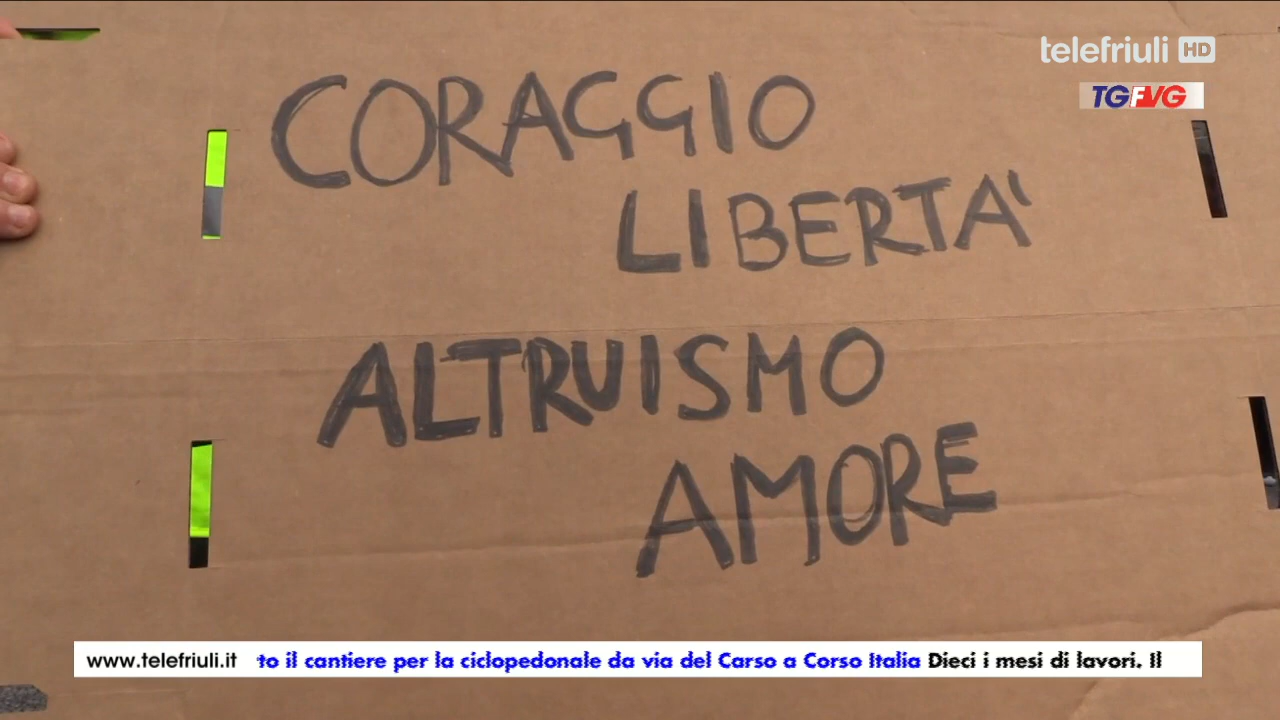 telefriuli HD
TGFVG
CORAGGIO
LIBERTA'
ALTRUISMO
AMORE
www.telefriuli.it to il cantiere per la ciclopedonale da via del Carso a Corso Italia Dieci i mesi di lavori. Il